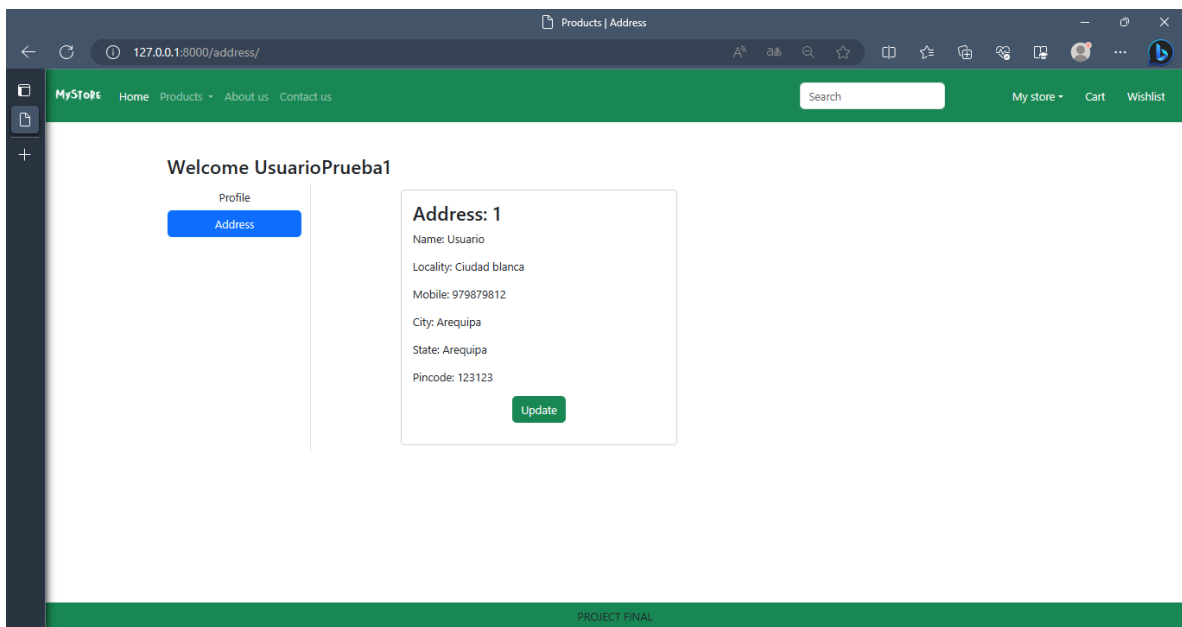 Products | Address
127.0.0.1:8000/address/
MyStoRE Home Products About us Contact us Search My store Cart Wishlist
Welcome UsuarioPrueba1
Profile
Address
Address: 1
Name: Usuario
Locality: Ciudad blanca
Mobile: 979879812
City: Arequipa
State: Arequipa
Pincode: 123123
Update
PROJECT FINAL